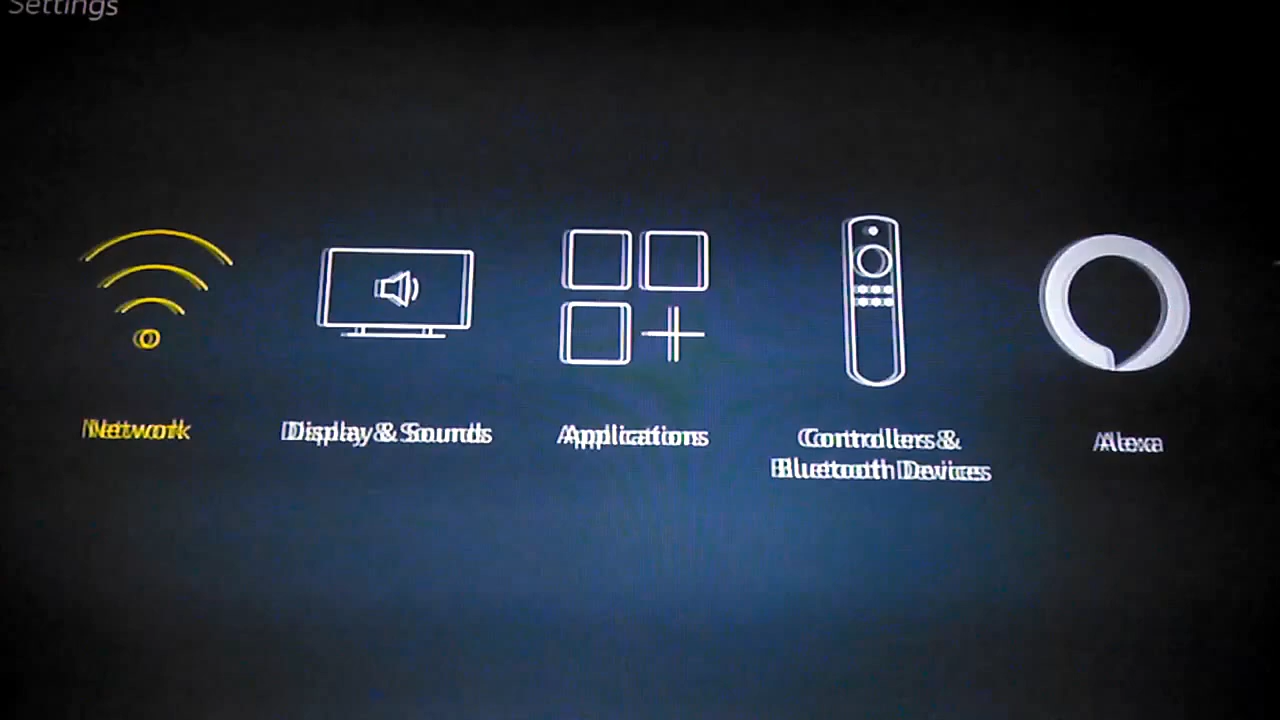 Settings
Network
Display & Sounds
Applications
Controllers &
Bluetooth Devices
Alexa